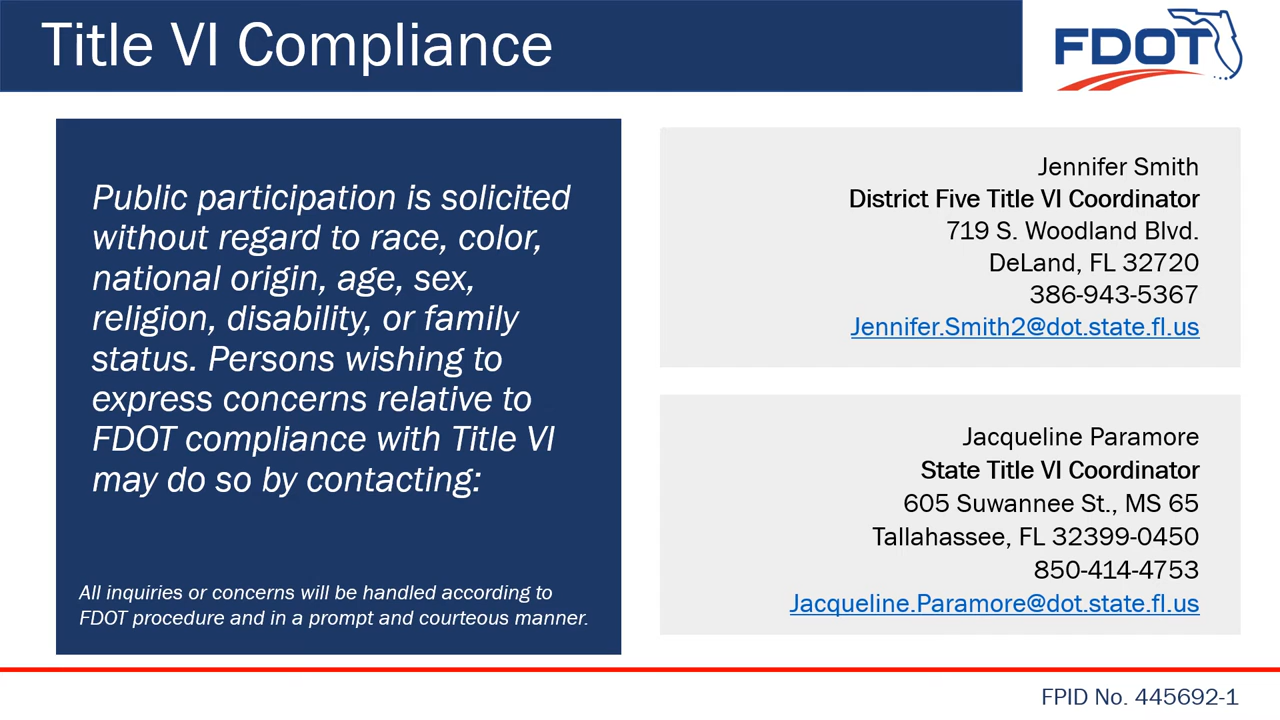 Title VI Compliance
FDOT
Public participation is solicited
without regard to race, color,
national origin, age, sex,
religion, disability, or family
status. Persons wishing to
express concerns relative to
FDOT compliance with Title VI
may do so by contacting:
All inquiries or concerns will be handled according to
FDOT procedure and in a prompt and courteous manner.
Jennifer Smith
District Five Title VI Coordinator
719 S. Woodland Blvd.
DeLand, FL 32720
386-943-5367
Jennifer.Smith2@dot.state.fl.us
Jacqueline Paramore
State Title VI Coordinator
605 Suwannee St., MS 65
Tallahassee, FL 32399-0450
850-414-4753
Jacqueline.Paramore@dot.state.fl.us
FPID No. 445692-1